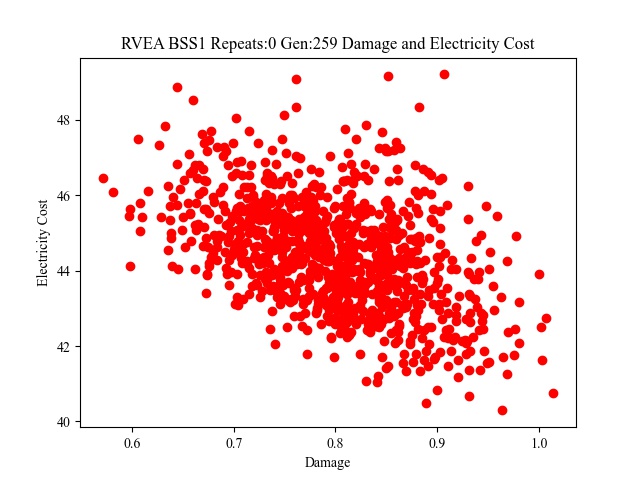 RVEA BSS1 Repeats:0 Gen:259 Damage and Electricity Cost
48
46
44
42
40
Electricity Cost
0.6 0.7 0.8 0.9 1.0
Damage